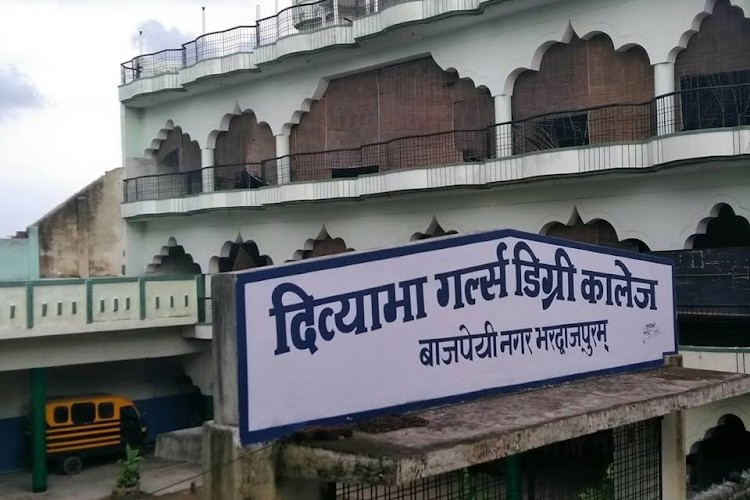 दिव्याभा गर्ल्स डिग्री कालेज
बाजपेयी नगर भरद्वाजपुरम्